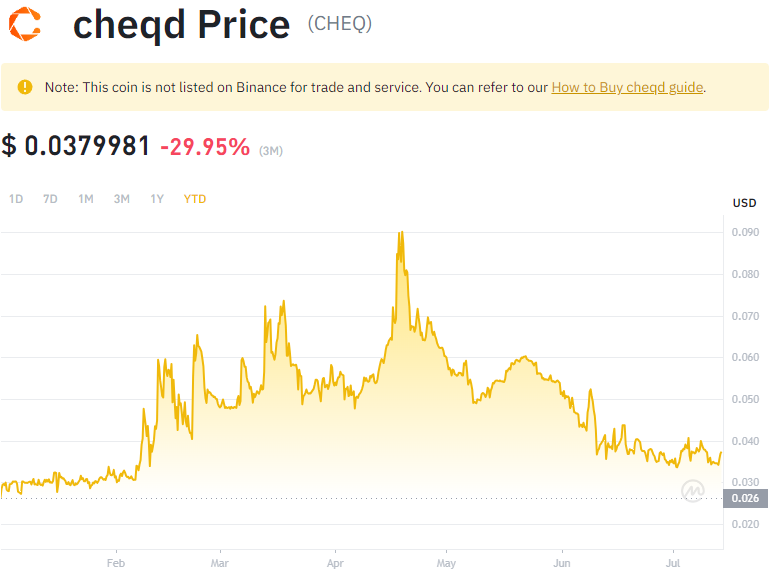 cheqd Price (CHEQ)
Note: This coin is not listed on Binance for trade and service. You can refer to our How to Buy cheqd guide.
$ 0.0379981 -29.95% (3M)
1D 7D 1M 3M 1Y YTD
USD
0.090
0.080
0.070
0.060
0.050
0.040
0.030
0.026
0.020
Feb Mar Apr May Jun Jul